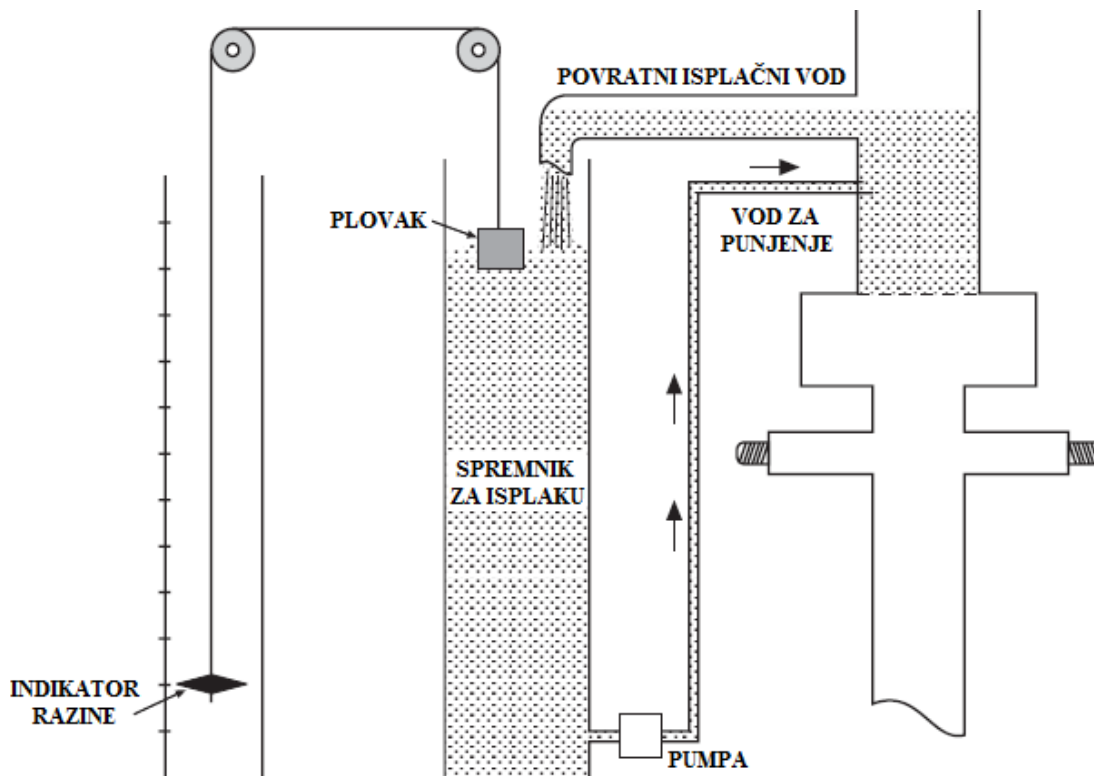 POVRATNI ISPLAČNI VOD
PLOVAK
VOD ZA
PUNJENJE
SPREMNIK
ZA ISPLAKU
INDIKATOR
RAZINE
PUMPA